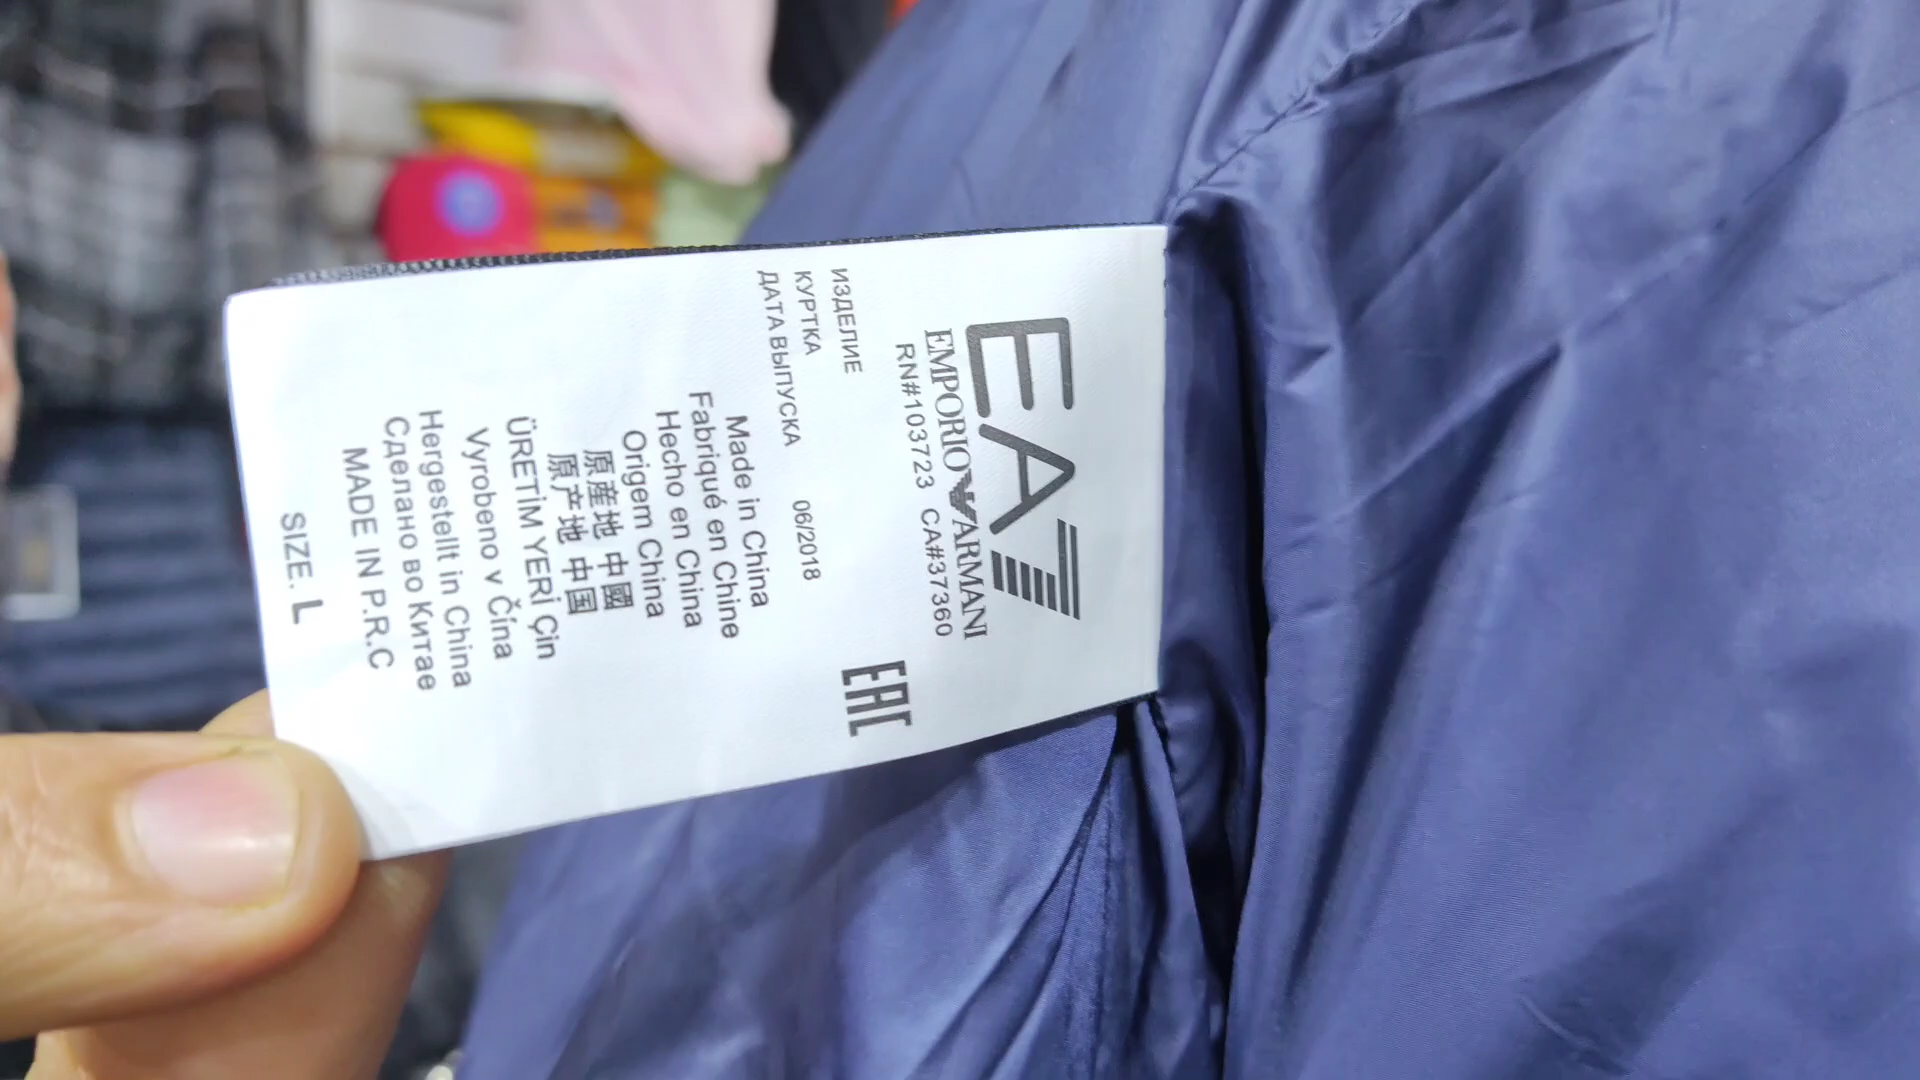 EA7
EMPORIO ARMANI
RN#103723 CA#37360
ИЗДЕЛИЕ
КУРТКА
ДАТА ВЫПУСКА 06/2018
EAC
Made in China
Fabriqué en Chine
Hecho en China
Origem China
原產地 中國
原产地 中国
ÜRETİM YERİ Çin
Vyrobeno v Čína
Hergestellt in China
Сделано во Китае
MADE IN P.R.C
SIZE. L